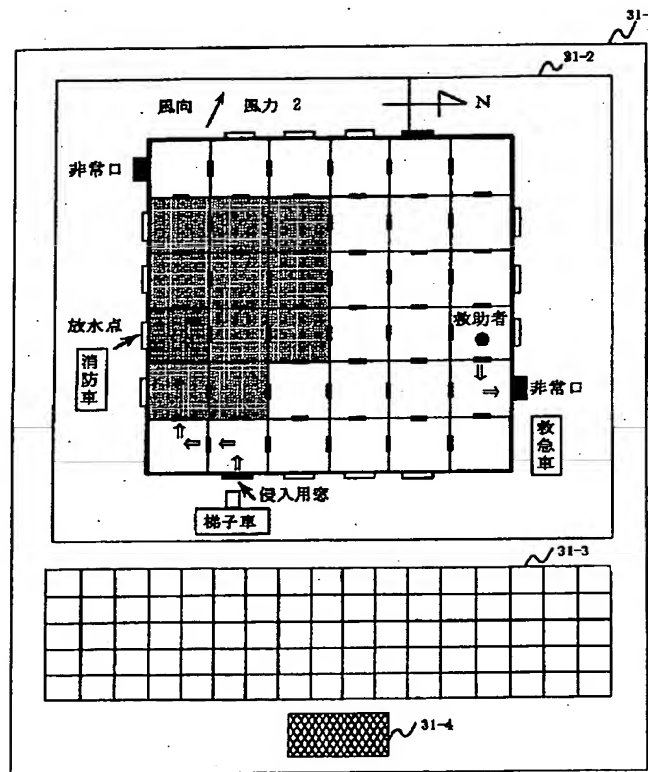 31-
31-2
風向 風力 2
N
非常口
放水点
消防車
救助者
非常口
救急車
侵入用窓
梯子車
31-3
31-4